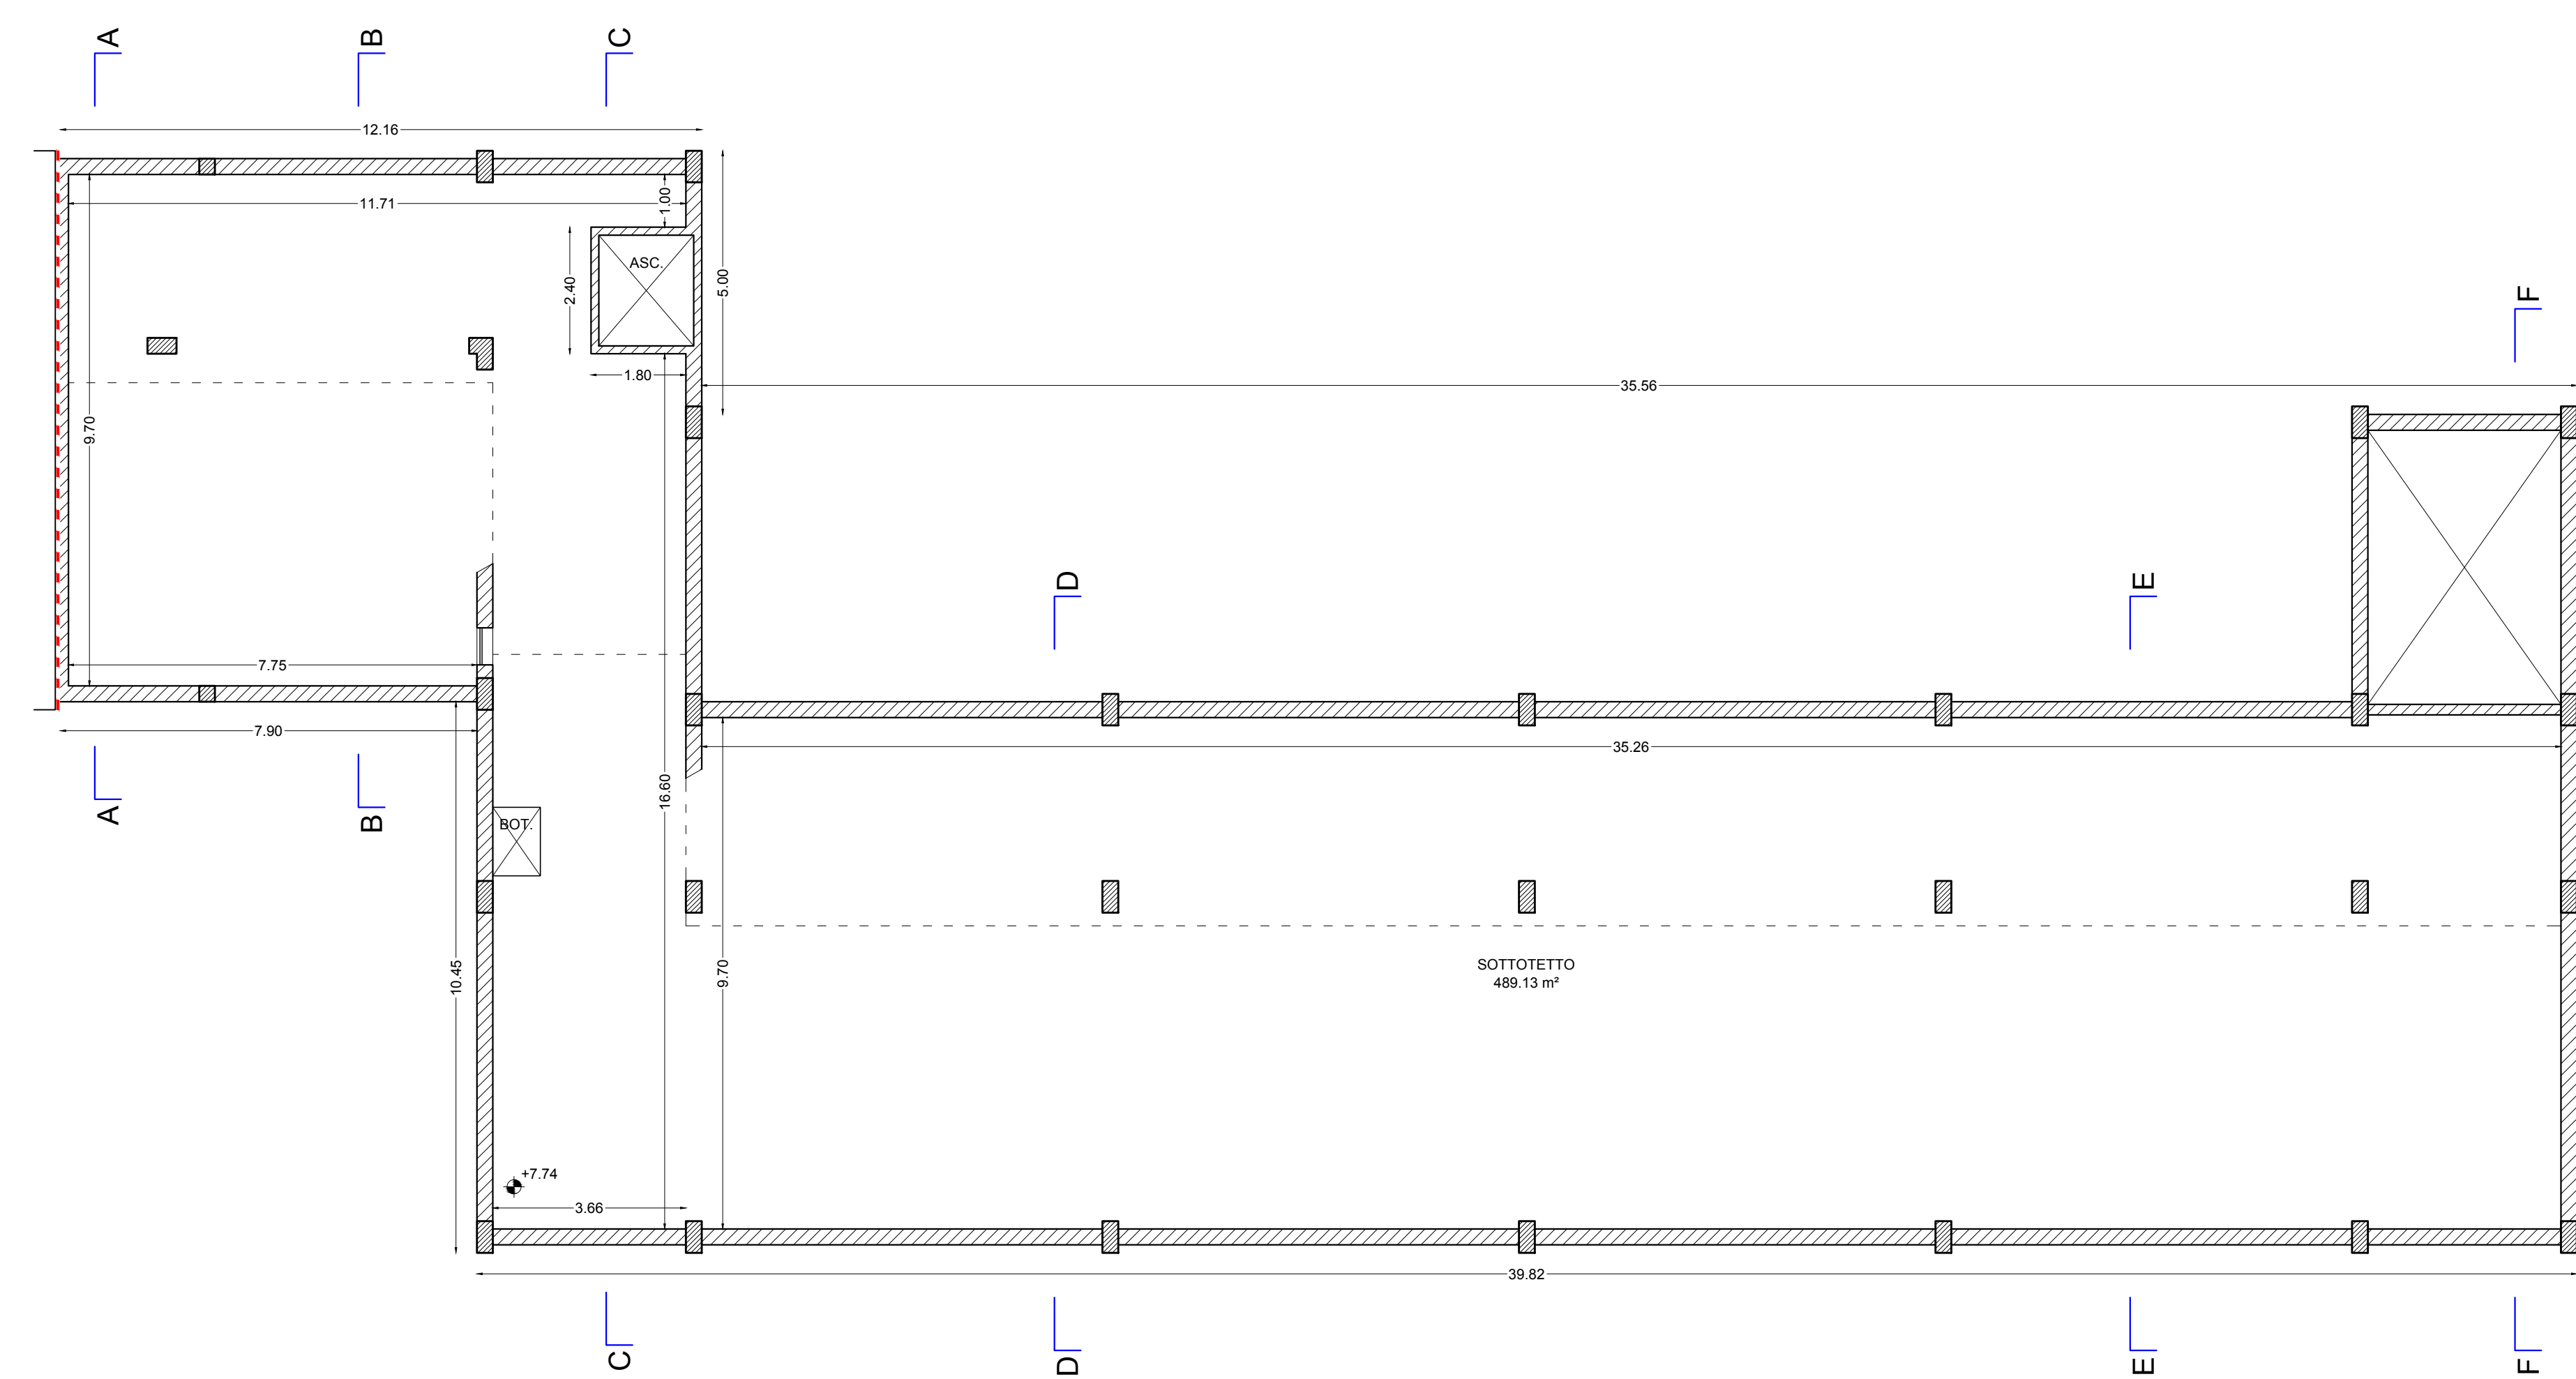 A
B
C
12.16
1.00
11.71
ASC.
2.40
5.00
F
1.80
35.56
9.70
D
E
7.75
7.90
35.26
16.60
A
B
BOT.
10.45
9.70
SOTTOTETTO
489.13 m²
+7.74
3.66
39.82
C
D
E
F